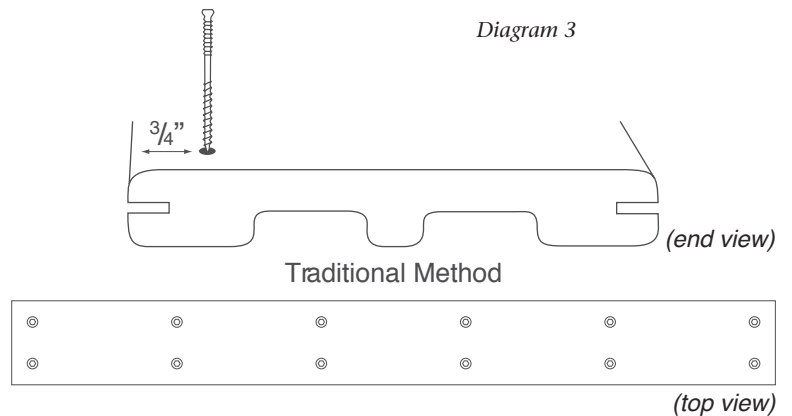 Diagram 3
3/4”
(end view)
Traditional Method
(top view)